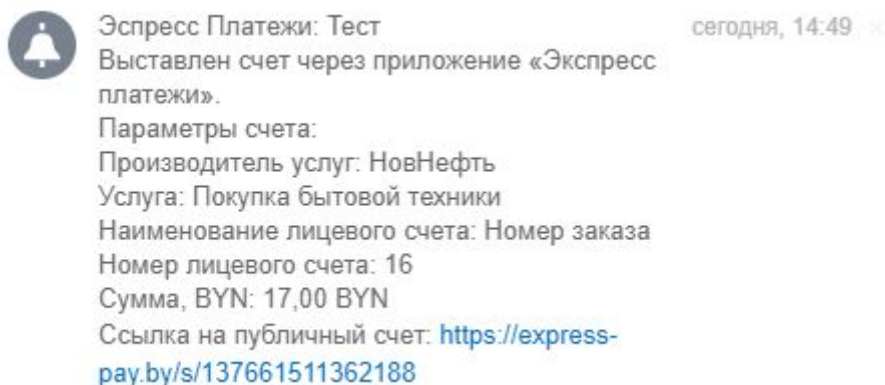 Эспресс Платежи: Тест
сегодня, 14:49
Выставлен счет через приложение «Экспресс
платежи».
Параметры счета:
Производитель услуг: НовНефть
Услуга: Покупка бытовой техники
Наименование лицевого счета: Номер заказа
Номер лицевого счета: 16
Сумма, BYN: 17,00 BYN
Ссылка на публичный счет: https://express-
pay.by/s/137661511362188